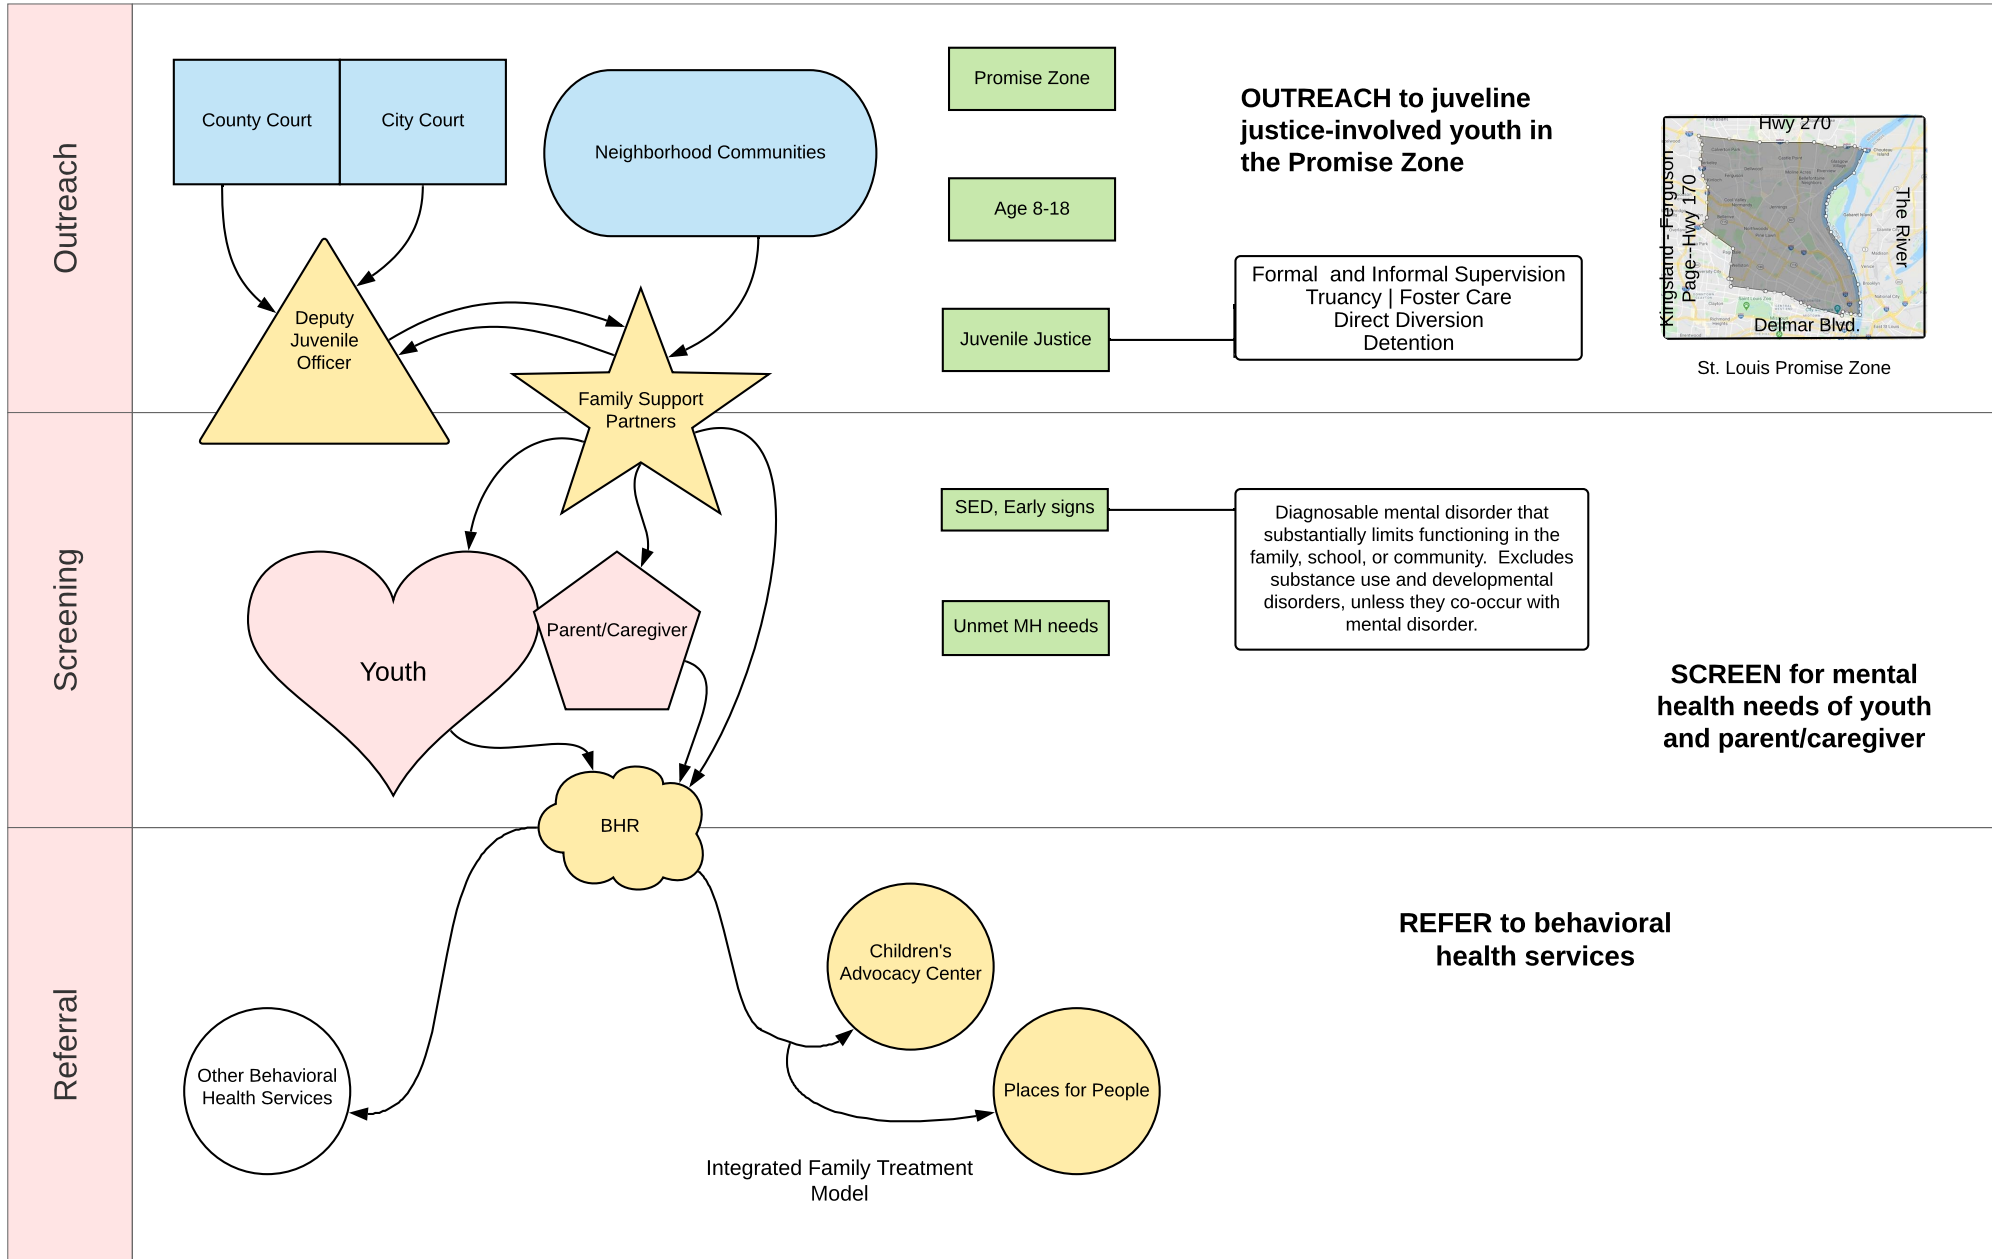 Outreach
County Court
City Court
Neighborhood Communities
Deputy
Juvenile
Officer
Family Support
Partners
Promise Zone
Age 8-18
Juvenile Justice
OUTREACH to juveline
justice-involved youth in
the Promise Zone
Formal  and Informal Supervision
Truancy | Foster Care
Direct Diversion
Detention
Hwy 270
Kingsland - Ferguson
Page--Hwy 170
The River
Delmar Blvd.
St. Louis Promise Zone
Screening
Youth
Parent/Caregiver
SED, Early signs
Unmet MH needs
Diagnosable mental disorder that
substantially limits functioning in the
family, school, or community.  Excludes
substance use and developmental
disorders, unless they co-occur with
mental disorder.
SCREEN for mental
health needs of youth
and parent/caregiver
BHR
Referral
Other Behavioral
Health Services
Children's
Advocacy Center
Places for People
Integrated Family Treatment
Model
REFER to behavioral
health services